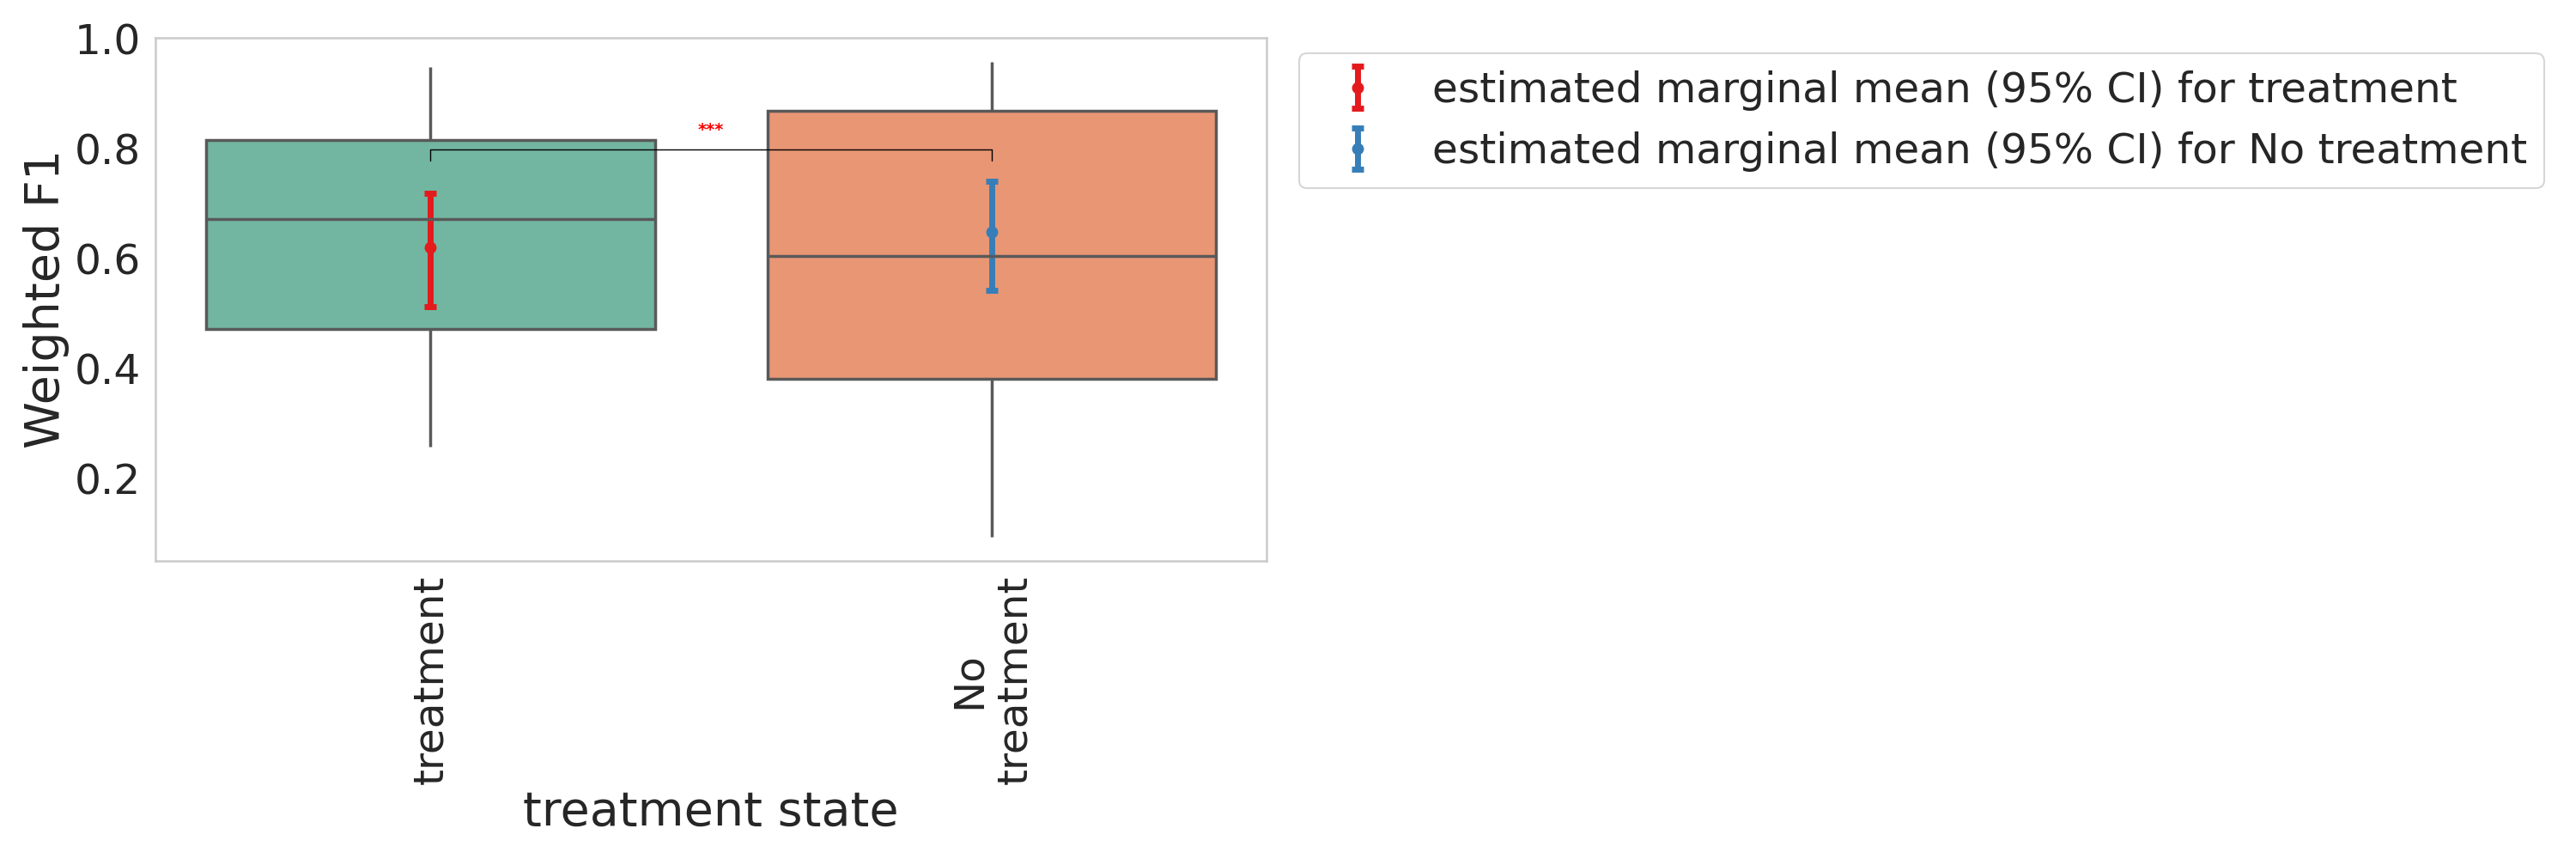 1.0
0.8
0.6
0.4
0.2
Weighted F1
***
treatment
No
treatment
treatment state
estimated marginal mean (95% CI) for treatment
estimated marginal mean (95% CI) for No treatment